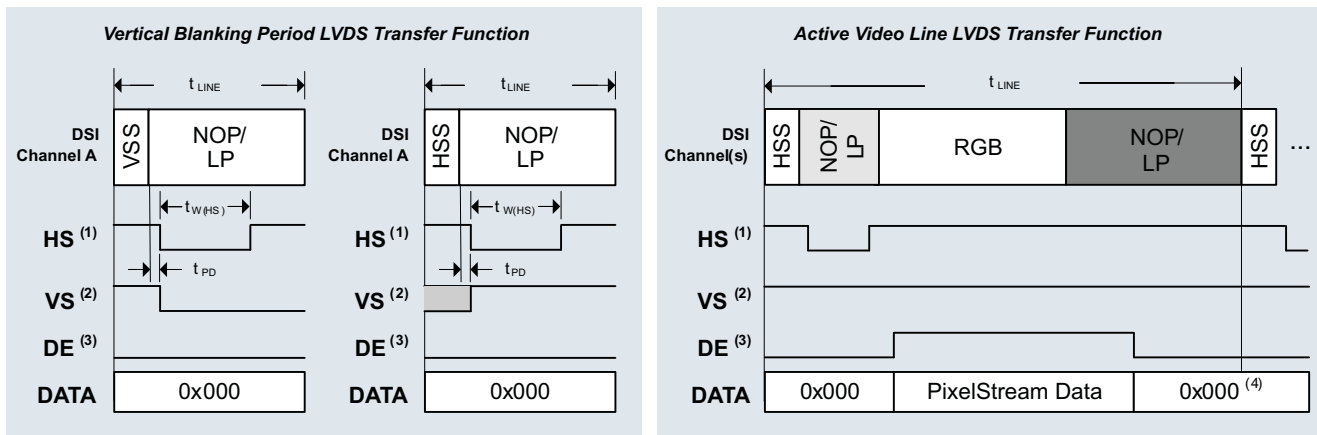 Vertical Blanking Period LVDS Transfer Function
t LINE
DSI Channel A
VSS
NOP/ LP
t W(HS)
HS (1)
t PD
VS (2)
DE (3)
DATA
0x000
t LINE
DSI Channel A
HSS
NOP/ LP
t W(HS)
HS (1)
t PD
VS (2)
DE (3)
DATA
0x000
Active Video Line LVDS Transfer Function
t LINE
DSI Channel(s)
HSS
NOP/ LP
RGB
NOP/ LP
HSS
...
HS (1)
VS (2)
DE (3)
DATA
0x000
PixelStream Data
0x000 (4)